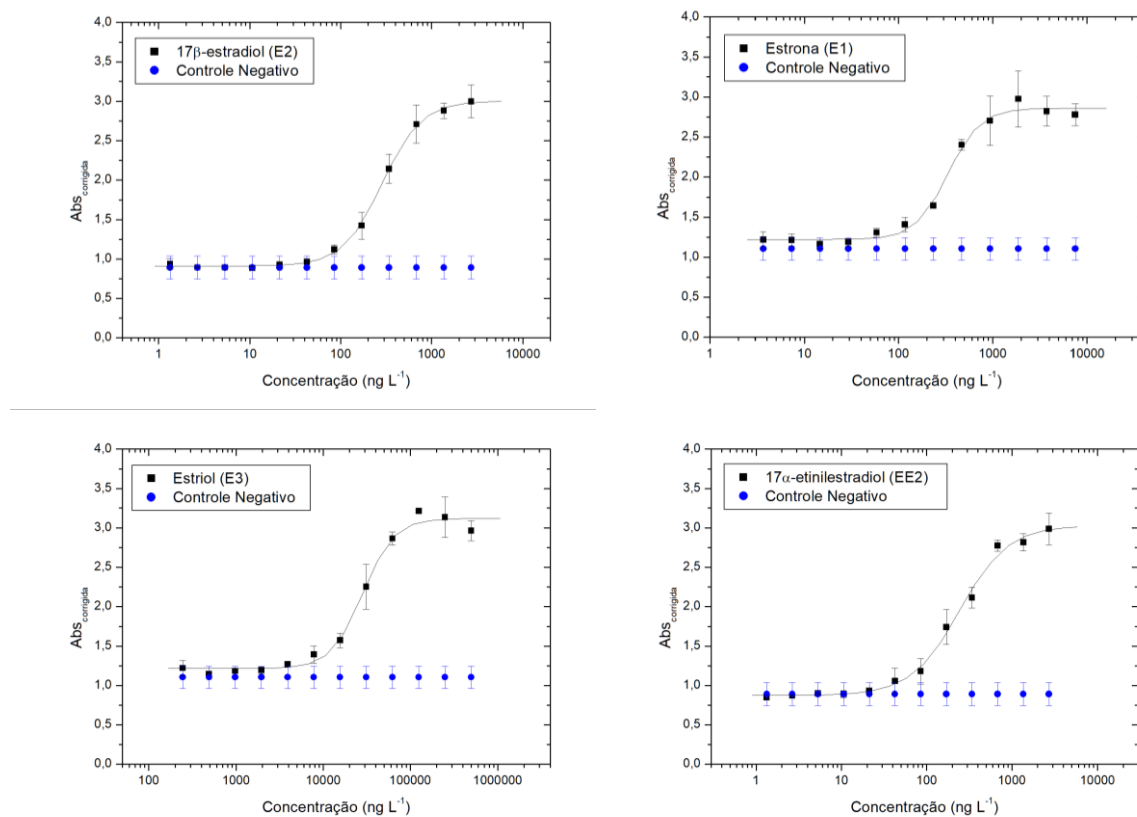 4,0
3,5
3,0
2,5
2,0
1,5
1,0
0,5
0,0
Abs corrigida
17β-estradiol (E2)
Controle Negativo
1 10 100 1000 10000
Concentração (ng L⁻¹)
4,0
3,5
3,0
2,5
2,0
1,5
1,0
0,5
0,0
Abs corrigida
Estrona (E1)
Controle Negativo
1 10 100 1000 10000
Concentração (ng L⁻¹)
4,0
3,5
3,0
2,5
2,0
1,5
1,0
0,5
0,0
Abs corrigida
Estriol (E3)
Controle Negativo
100 1000 10000 100000 1000000
Concentração (ng L⁻¹)
4,0
3,5
3,0
2,5
2,0
1,5
1,0
0,5
0,0
Abs corrigida
17α-etinilestradiol (EE2)
Controle Negativo
1 10 100 1000 10000
Concentração (ng L⁻¹)